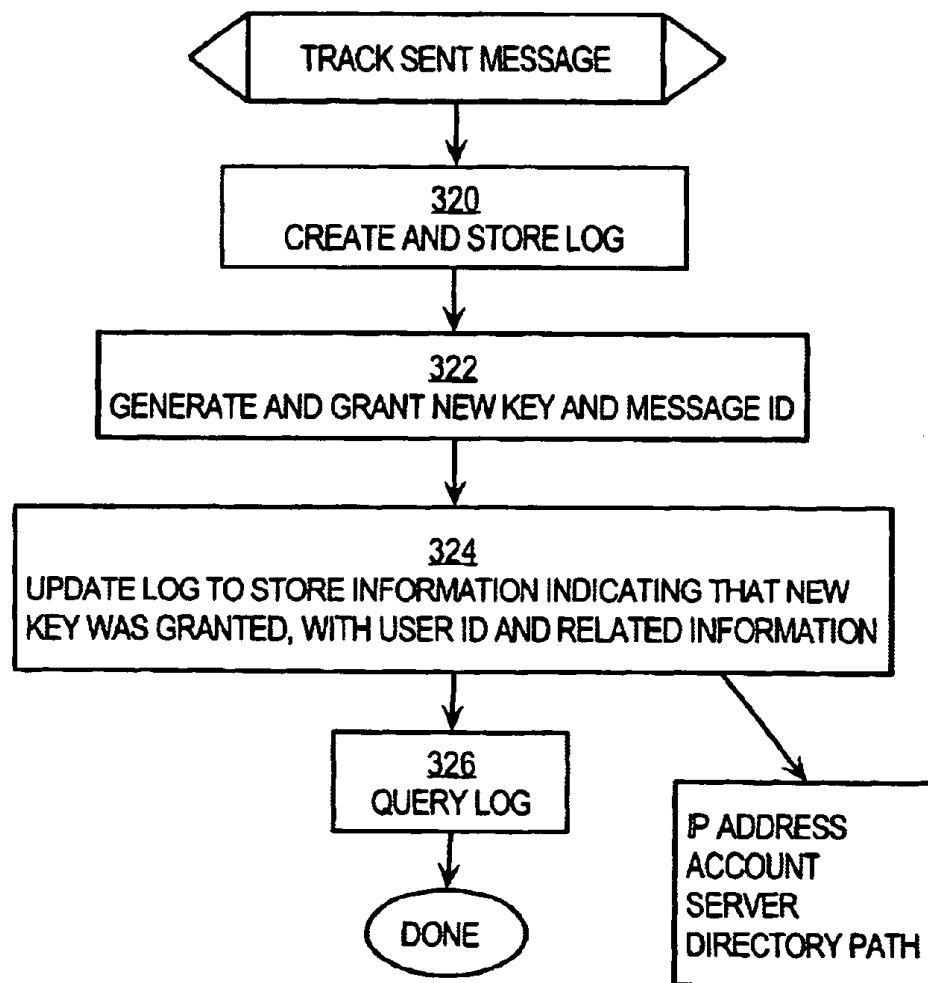 TRACK SENT MESSAGE
320
CREATE AND STORE LOG
322
GENERATE AND GRANT NEW KEY AND MESSAGE ID
324
UPDATE LOG TO STORE INFORMATION INDICATING THAT NEW
KEY WAS GRANTED, WITH USER ID AND RELATED INFORMATION
326
QUERY LOG
IP ADDRESS
ACCOUNT
SERVER
DIRECTORY PATH
DONE